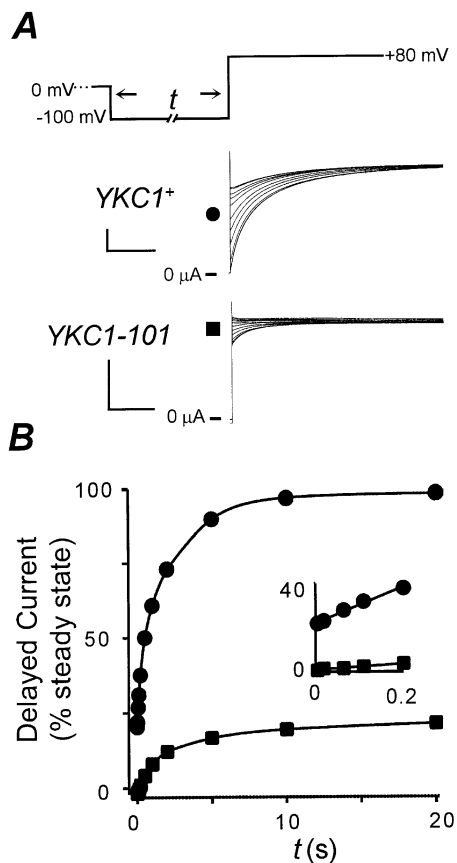 A
0 mV
t
+80 mV
-100 mV
YKC1+
0 µA
YKC1-101
0 µA
B
100
50
0
Delayed Current
(% steady state)
40
0
0 0.2
0 10 20
t (s)